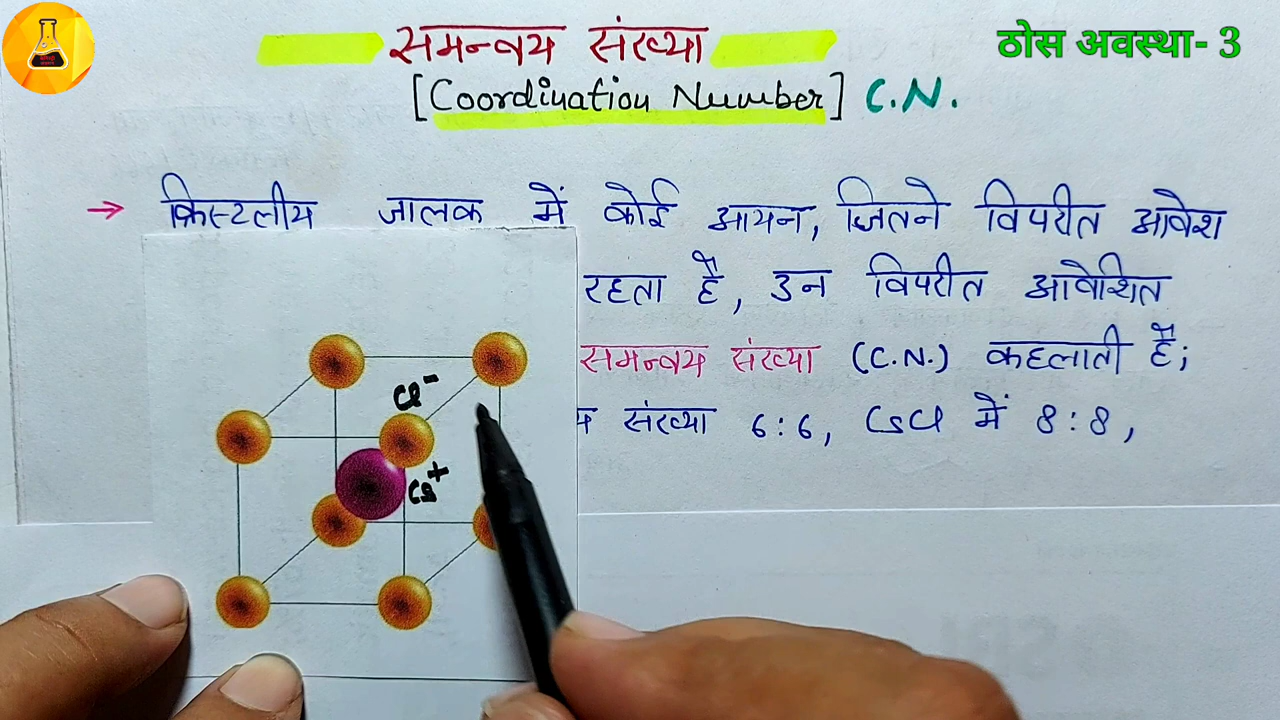 समन्वय संख्या
ठोस अवस्था- 3
[Coordination Number] C.N.
→ क्रिस्टलीय जालक में कोई आयन, जितने विपरीत आवेश
रहता है, उन विपरीत आवेशित
समन्वय संख्या (C.N.) कहलाती है;
य संख्या 6:6, CsCl में 8:8,
Cl⁻
Cs⁺